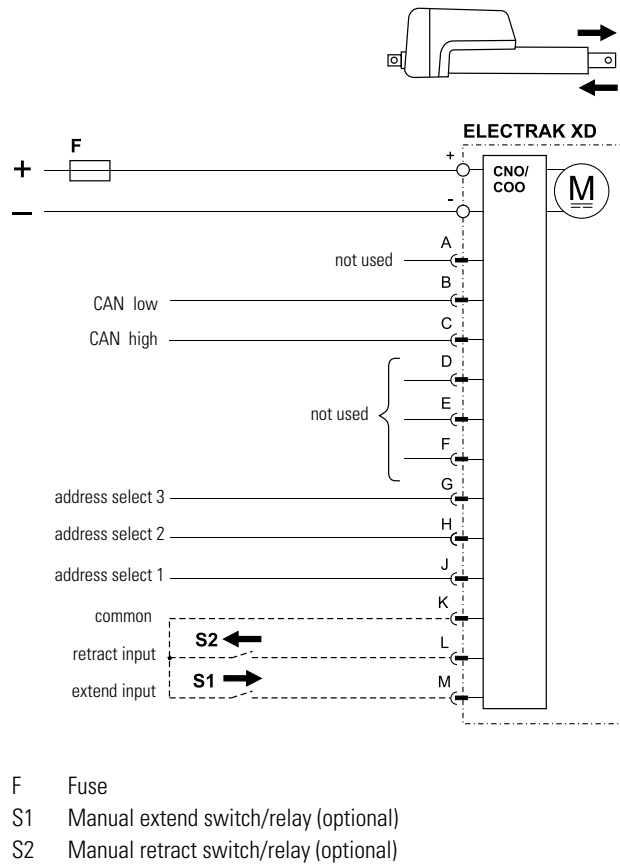 ELECTRAK XD
F
+
+
CNO/
COO
M
-
-
A
not used
B
CAN low
C
CAN high
D
E
not used
F
G
address select 3
H
address select 2
J
address select 1
K
common
S2
L
retract input
S1
M
extend input
F Fuse
S1 Manual extend switch/relay (optional)
S2 Manual retract switch/relay (optional)